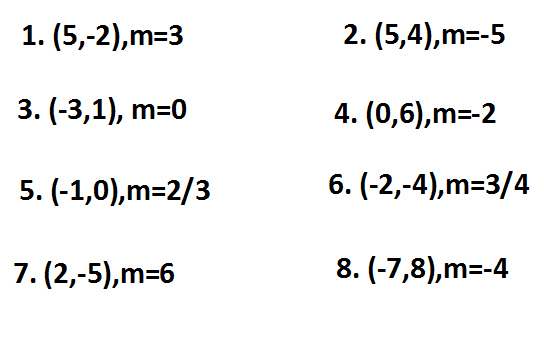 1. (5,-2),m=3
2. (5,4),m=-5
3. (-3,1), m=0
4. (0,6),m=-2
5. (-1,0),m=2/3
6. (-2,-4),m=3/4
7. (2,-5),m=6
8. (-7,8),m=-4